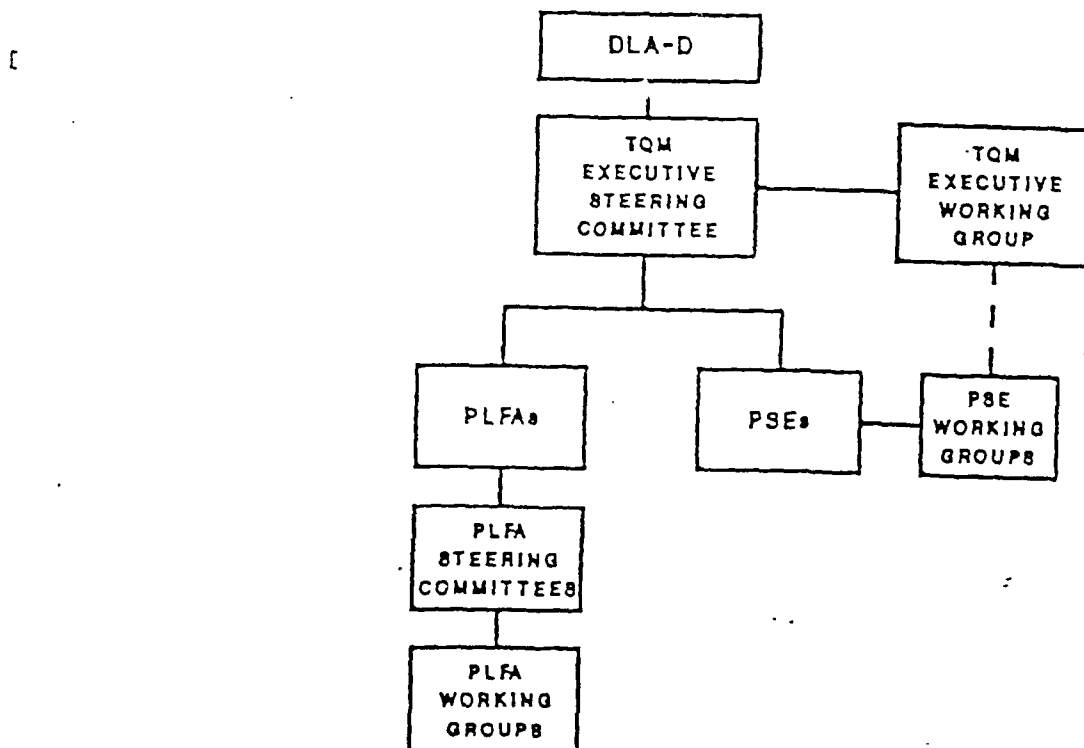 DLA-D
TQM
EXECUTIVE
STEERING
COMMITTEE
TQM
EXECUTIVE
WORKING
GROUP
PLFAs
PSEs
PSE
WORKING
GROUPS
PLFA
STEERING
COMMITTEES
PLFA
WORKING
GROUPS